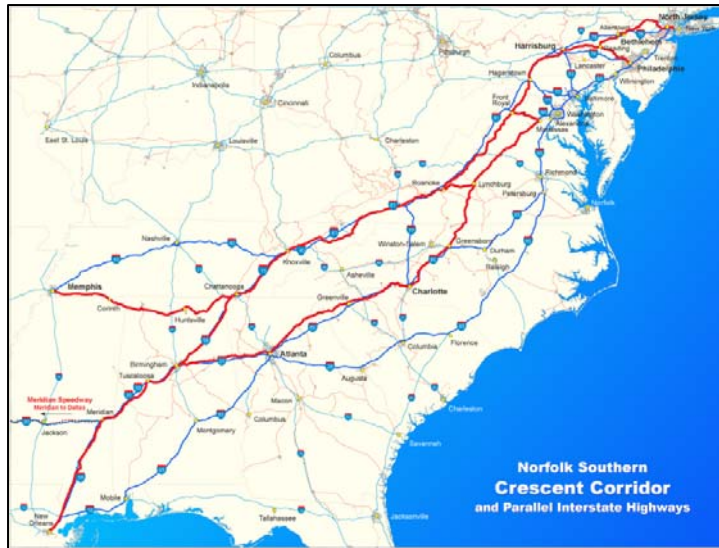 North Jersey
New York
Allentown
Reading
Bethlehem
Harrisburg
Trenton
Lancaster
Philadelphia
Pittsburgh
Wilmington
Hagerstown
Columbus
Baltimore
Indianapolis
Front
Royal
Washington
Alexandria
Manassas
Cincinnati
East St. Louis
Louisville
Charleston
Richmond
Roanoke
Lynchburg
Petersburg
Norfolk
Nashville
Winston-Salem
Greensboro
Durham
Knoxville
Raleigh
Asheville
Memphis
Chattanooga
Charlotte
Corinth
Greenville
Huntsville
Atlanta
Columbia
Florence
Birmingham
Tuscaloosa
Augusta
Meridian Speedway
Meridian to Dallas
Macon
Meridian
Columbus
Charleston
Jackson
Montgomery
Savannah
Mobile
New
Orleans
Tallahassee
Jacksonville
Norfolk Southern
Crescent Corridor
and Parallel Interstate Highways